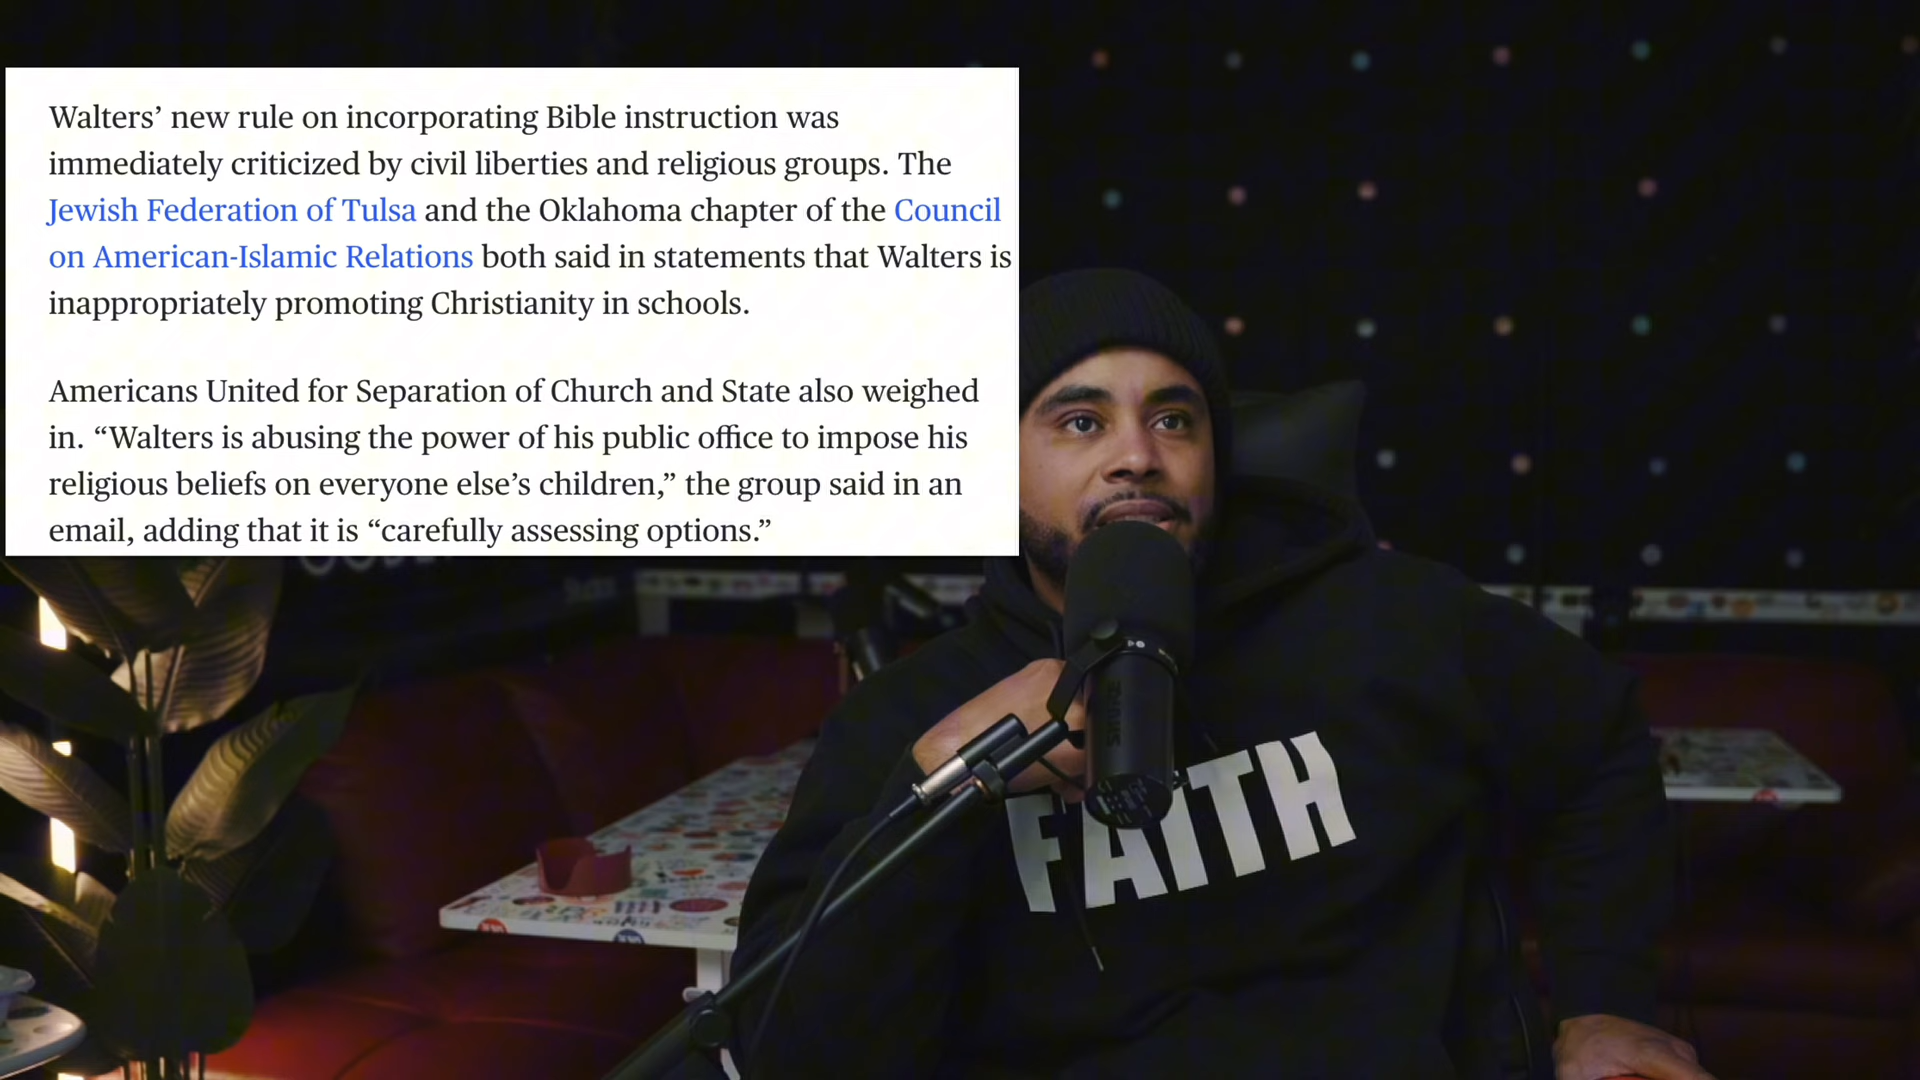 Walters’ new rule on incorporating Bible instruction was
immediately criticized by civil liberties and religious groups. The
Jewish Federation of Tulsa and the Oklahoma chapter of the Council
on American-Islamic Relations both said in statements that Walters is
inappropriately promoting Christianity in schools.
Americans United for Separation of Church and State also weighed
in. “Walters is abusing the power of his public office to impose his
religious beliefs on everyone else’s children,” the group said in an
email, adding that it is “carefully assessing options.”
FAITH